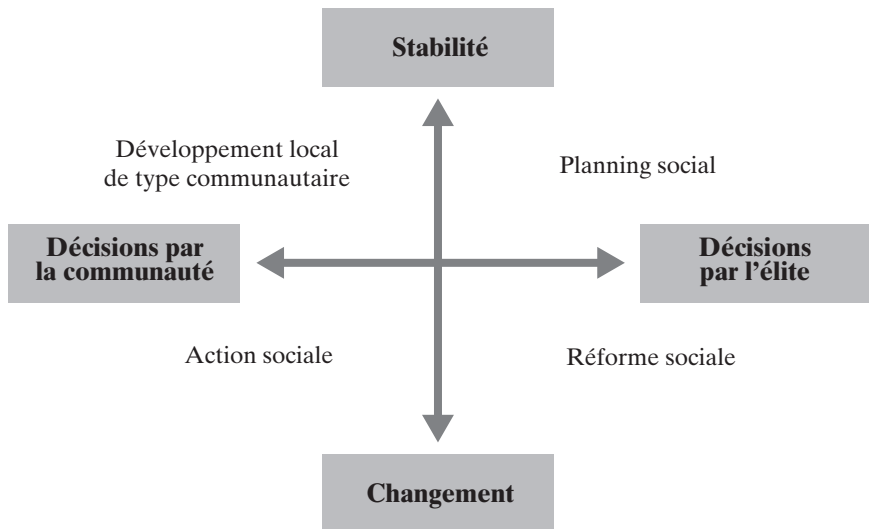 Stabilité
Développement local
de type communautaire
Planning social
Décisions par
la communauté
Décisions
par l’élite
Action sociale
Réforme sociale
Changement